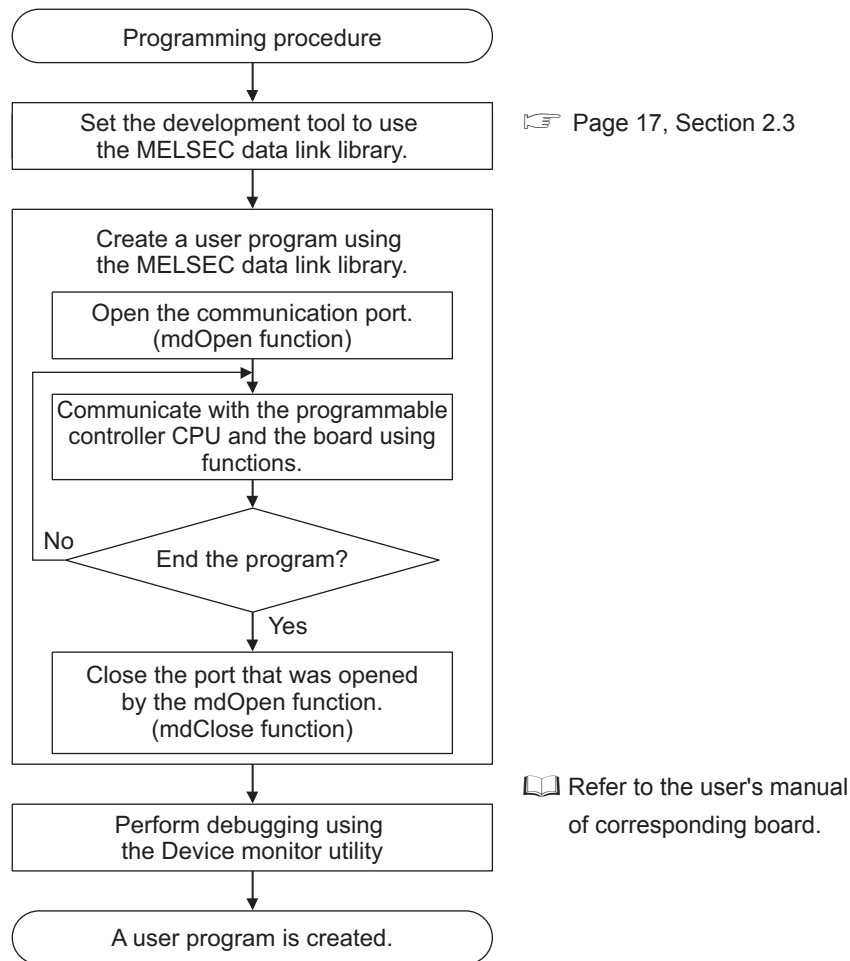 Programming procedure
Set the development tool to use
the MELSEC data link library.
Page 17, Section 2.3
Create a user program using
the MELSEC data link library.
Open the communication port.
(mdOpen function)
Communicate with the programmable
controller CPU and the board using
functions.
No
End the program?
Yes
Close the port that was opened
by the mdOpen function.
(mdClose function)
Refer to the user's manual
of corresponding board.
Perform debugging using
the Device monitor utility
A user program is created.